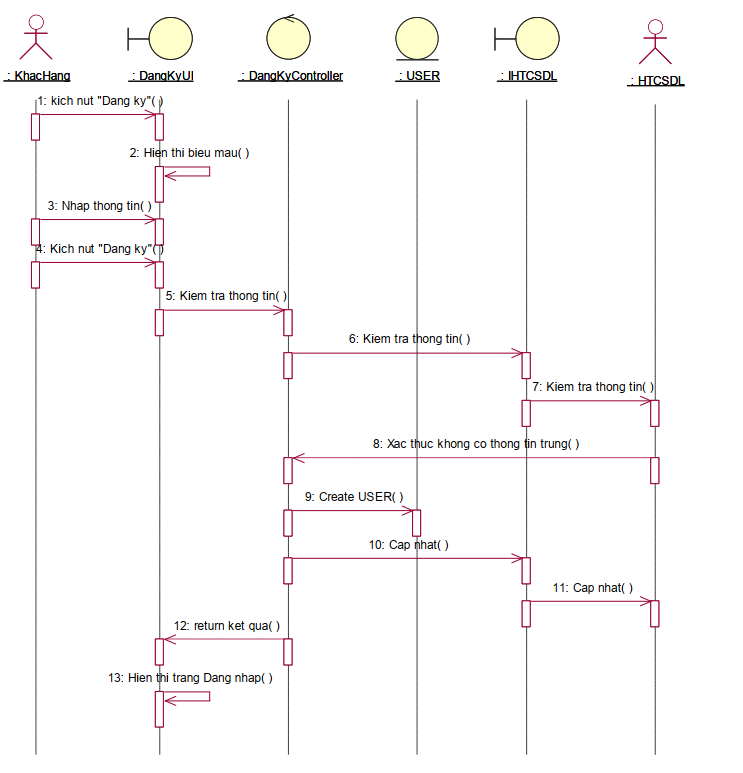 : KhacHang
: DangKyUI
: DangKyController
: USER
: IHTCSDL
: HTCSDL
1: kich nut "Dang ky"( )
2: Hien thi bieu mau( )
3: Nhap thong tin( )
4: Kich nut "Dang ky"( )
5: Kiem tra thong tin( )
6: Kiem tra thong tin( )
7: Kiem tra thong tin( )
8: Xac thuc khong co thong tin trung( )
9: Create USER( )
10: Cap nhat( )
11: Cap nhat( )
12: return ket qua( )
13: Hien thi trang Dang nhap( )